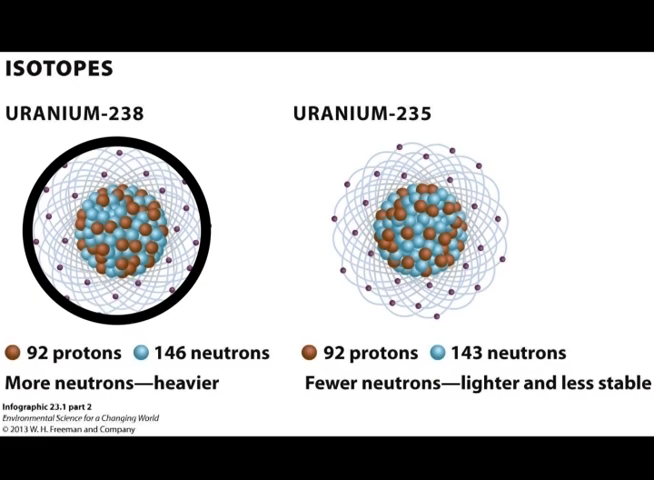 ISOTOPES
URANIUM-238
URANIUM-235
92 protons 146 neutrons
92 protons 143 neutrons
More neutrons—heavier
Fewer neutrons—lighter and less stable
Infographic 23.1 part 2
Environmental Science for a Changing World
© 2013 W. H. Freeman and Company